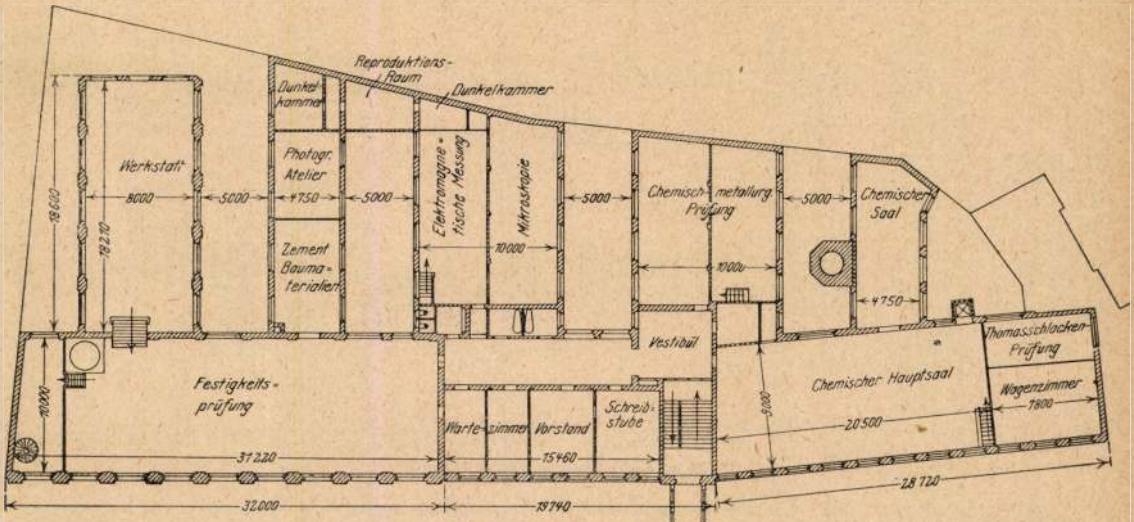 Reproduktions-
Raum
Dunkelkammer
Dunkel-
kammer
Werkstatt
8000
18600
18210
5000
Photogr.
Atelier
4750
5000
Elektromagne=
tische Messung
Mikroskopie
10000
5000
Chemisch-metallurg.
Prüfung
10000
5000
Chemischer
Saal
4750
Zement
Bauma=
terialien
Vestibül
Thomasschlacken-
Prüfung
Chemischer Hauptsaal
Wagenzimmer
7800
Festigkeits=
prüfung
10000
Warte-zimmer
Vorstand
Schreib=
stube
9000
20500
31220
15460
32000
19740
28720